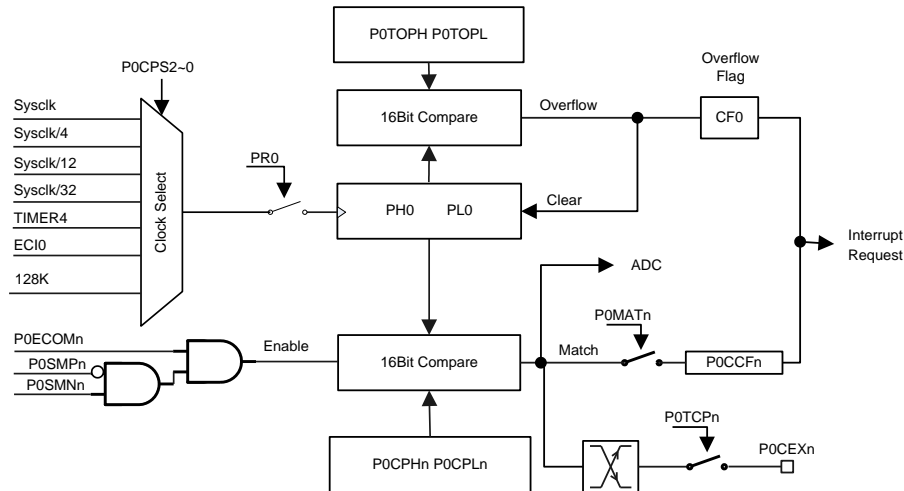 P0TOPH P0TOPL
Overflow
Flag
P0CPS2~0
Sysclk
16Bit Compare
Overflow
CF0
Sysclk/4
Sysclk/12
PR0
Sysclk/32
Clock Select
PH0 PL0
Clear
TIMER4
ECI0
Interrupt
Request
128K
ADC
P0MATn
P0ECOMn
Enable
16Bit Compare
Match
P0CCFn
P0SMPn
P0SMNn
P0TCPn
P0CEXn
P0CPHn P0CPLn